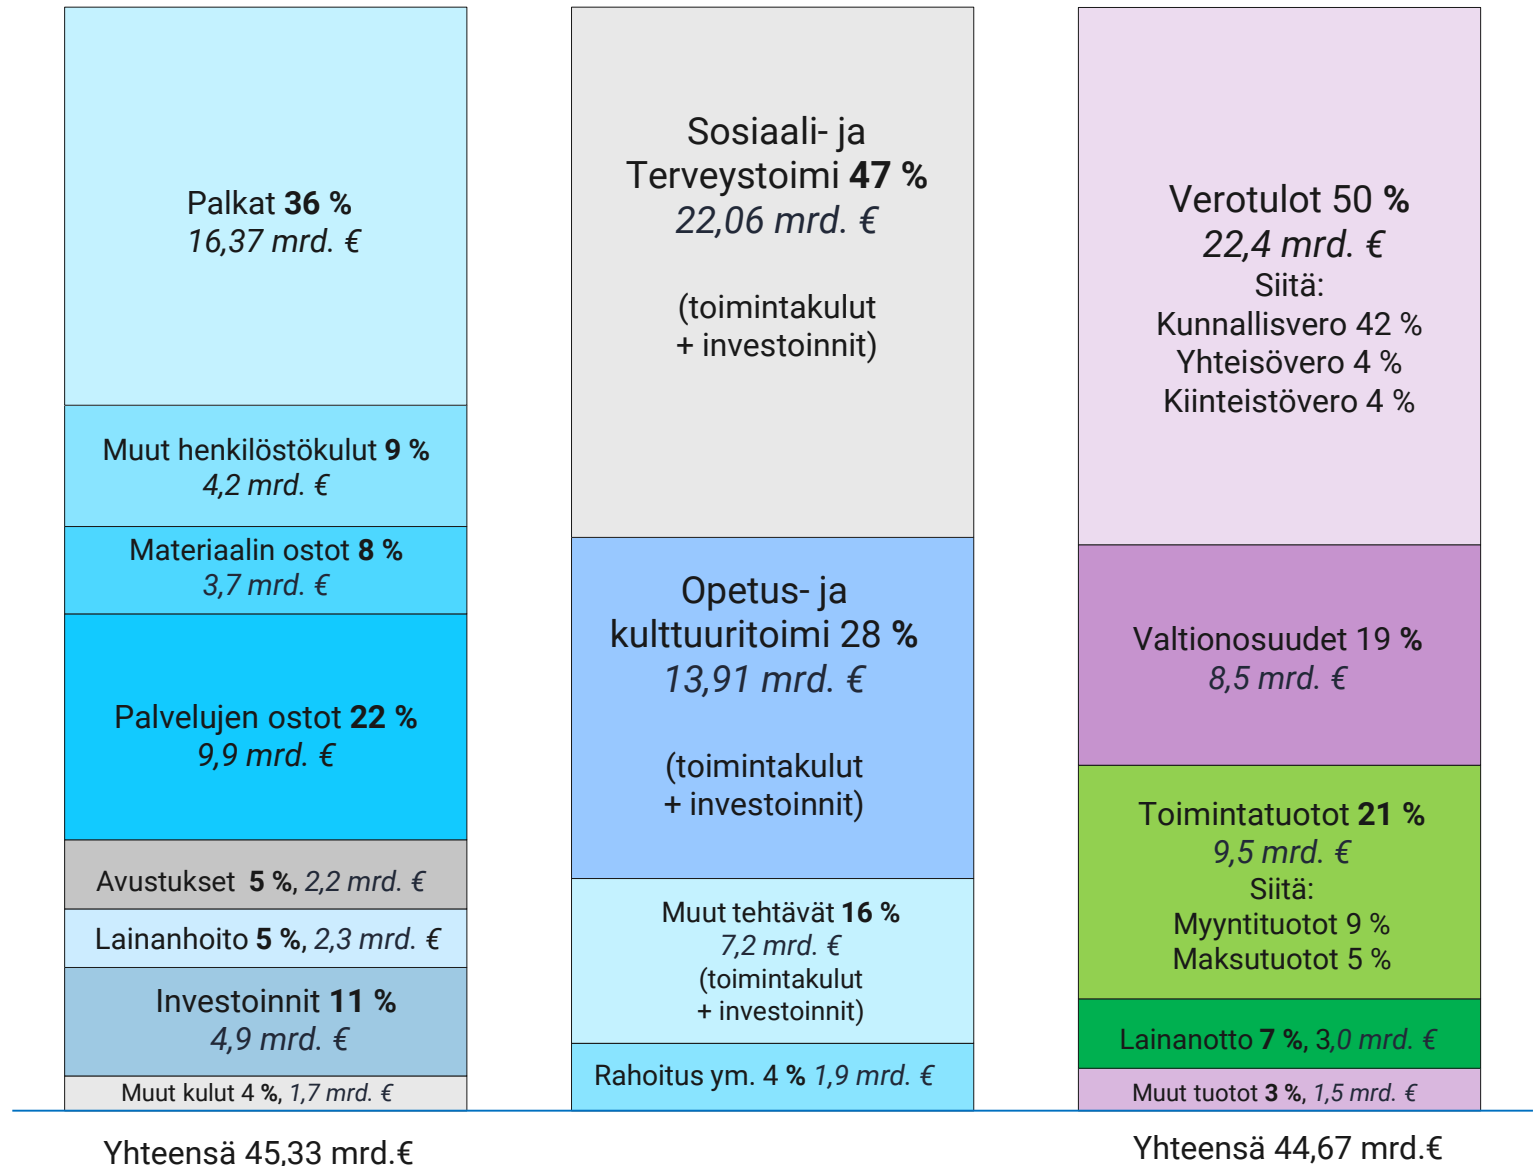 Palkat 36 %
16,37 mrd. €
Muut henkilöstökulut 9 %
4,2 mrd. €
Materiaalin ostot 8 %
3,7 mrd. €
Palvelujen ostot 22 %
9,9 mrd. €
Avustukset 5 %, 2,2 mrd. €
Lainanhoito 5 %, 2,3 mrd. €
Investoinnit 11 %
4,9 mrd. €
Muut kulut 4 %, 1,7 mrd. €
Yhteensä 45,33 mrd.€
Sosiaali- ja
Terveystoimi 47 %
22,06 mrd. €
(toimintakulut
+ investoinnit)
Opetus- ja
kulttuuritoimi 28 %
13,91 mrd. €
(toimintakulut
+ investoinnit)
Muut tehtävät 16 %
7,2 mrd. €
(toimintakulut
+ investoinnit)
Rahoitus ym. 4 % 1,9 mrd. €
Verotulot 50 %
22,4 mrd. €
Siitä:
Kunnallisvero 42 %
Yhteisövero 4 %
Kiinteistövero 4 %
Valtionosuudet 19 %
8,5 mrd. €
Toimintatuotot 21 %
9,5 mrd. €
Siitä:
Myyntituotot 9 %
Maksutuotot 5 %
Lainanotto 7 %, 3,0 mrd. €
Muut tuotot 3 %, 1,5 mrd. €
Yhteensä 44,67 mrd.€